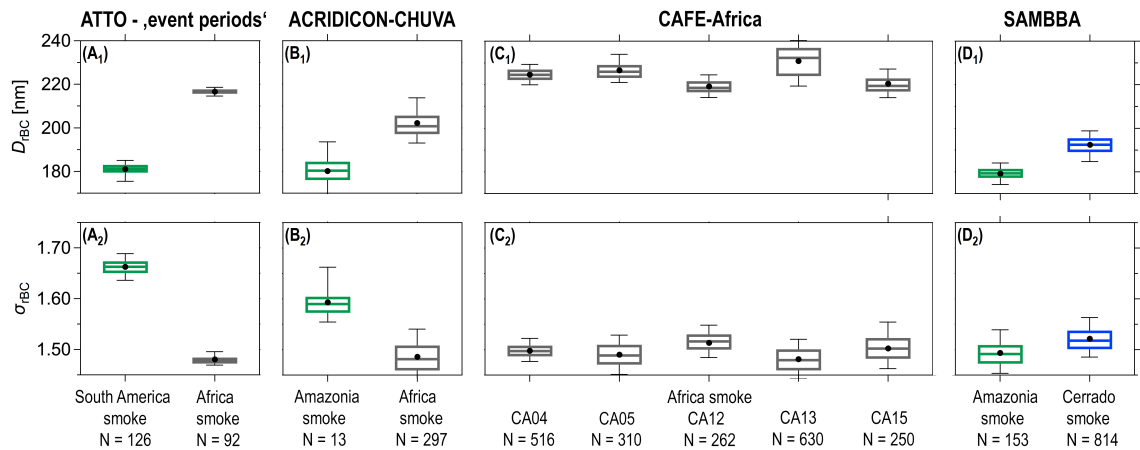 ATTO - ‚event periods‘ ACRIDICON-CHUVA CAFE-Africa SAMBBA
240
220
200
180
D_rBC [nm]
(A₁) (B₁) (C₁) (D₁)
1.70
1.60
1.50
σ_rBC
(A₂) (B₂) (C₂) (D₂)
South America smoke N = 126
Africa smoke N = 92
Amazonia smoke N = 13
Africa smoke N = 297
Africa smoke
CA04 N = 516
CA05 N = 310
CA12 N = 262
CA13 N = 630
CA15 N = 250
Amazonia smoke N = 153
Cerrado smoke N = 814